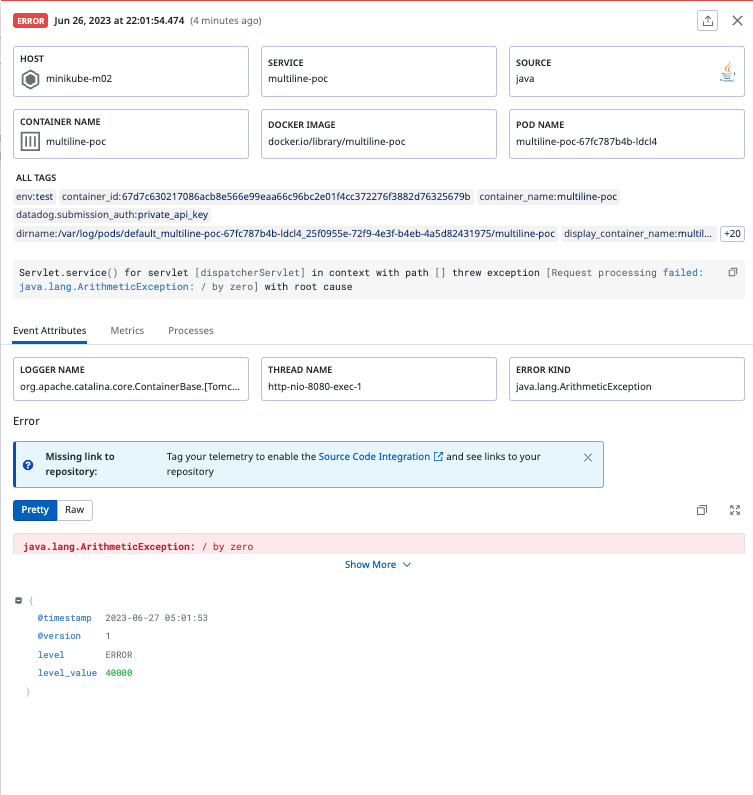 ERROR Jun 26, 2023 at 22:01:54.474 (4 minutes ago)
HOST
minikube-m02
SERVICE
multiline-poc
SOURCE
java
CONTAINER NAME
multiline-poc
DOCKER IMAGE
docker.io/library/multiline-poc
POD NAME
multiline-poc-67fc787b4b-ldcl4
ALL TAGS
env:test container_id:67d7c630217086acb8e566e99eaa66c96bc2e01f4cc372276f3882d76325679b container_name:multiline-poc
datadog.submission_auth:private_api_key
dirname:/var/log/pods/default_multiline-poc-67fc787b4b-ldcl4_25f0955e-72f9-4e3f-b4eb-4a5d82431975/multiline-poc display_container_name:multil... +20
Servlet.service() for servlet [dispatcherServlet] in context with path [] threw exception [Request processing failed:
java.lang.ArithmeticException: / by zero] with root cause
Event Attributes Metrics Processes
LOGGER NAME
org.apache.catalina.core.ContainerBase.[Tomc...
THREAD NAME
http-nio-8080-exec-1
ERROR KIND
java.lang.ArithmeticException
Error
Missing link to repository:
Tag your telemetry to enable the Source Code Integration and see links to your
repository
Pretty Raw
java.lang.ArithmeticException: / by zero
Show More
{
@timestamp 2023-06-27 05:01:53
@version 1
level ERROR
level_value 40000
}